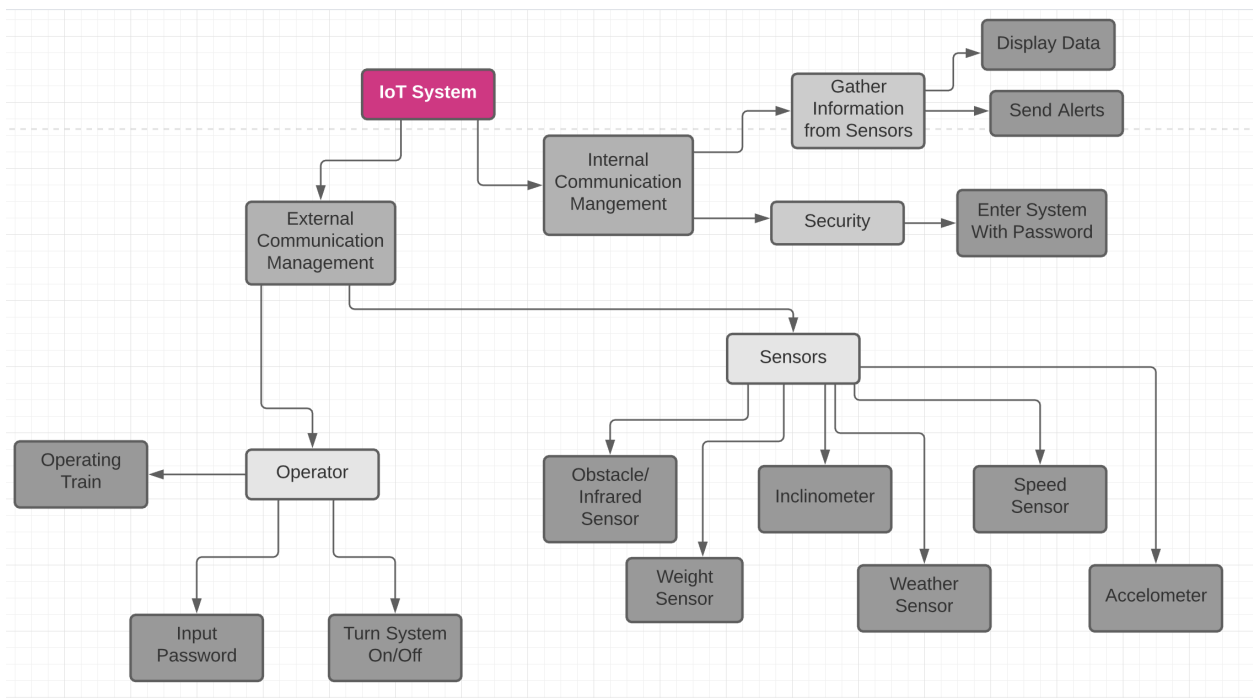 Display Data
IoT System
Gather
Information
from Sensors
Send Alerts
Internal
Communication
Mangement
External
Communication
Management
Security
Enter System
With Password
Sensors
Operating
Train
Operator
Obstacle/
Infrared
Sensor
Inclinometer
Speed
Sensor
Weight
Sensor
Weather
Sensor
Accelometer
Input
Password
Turn System
On/Off